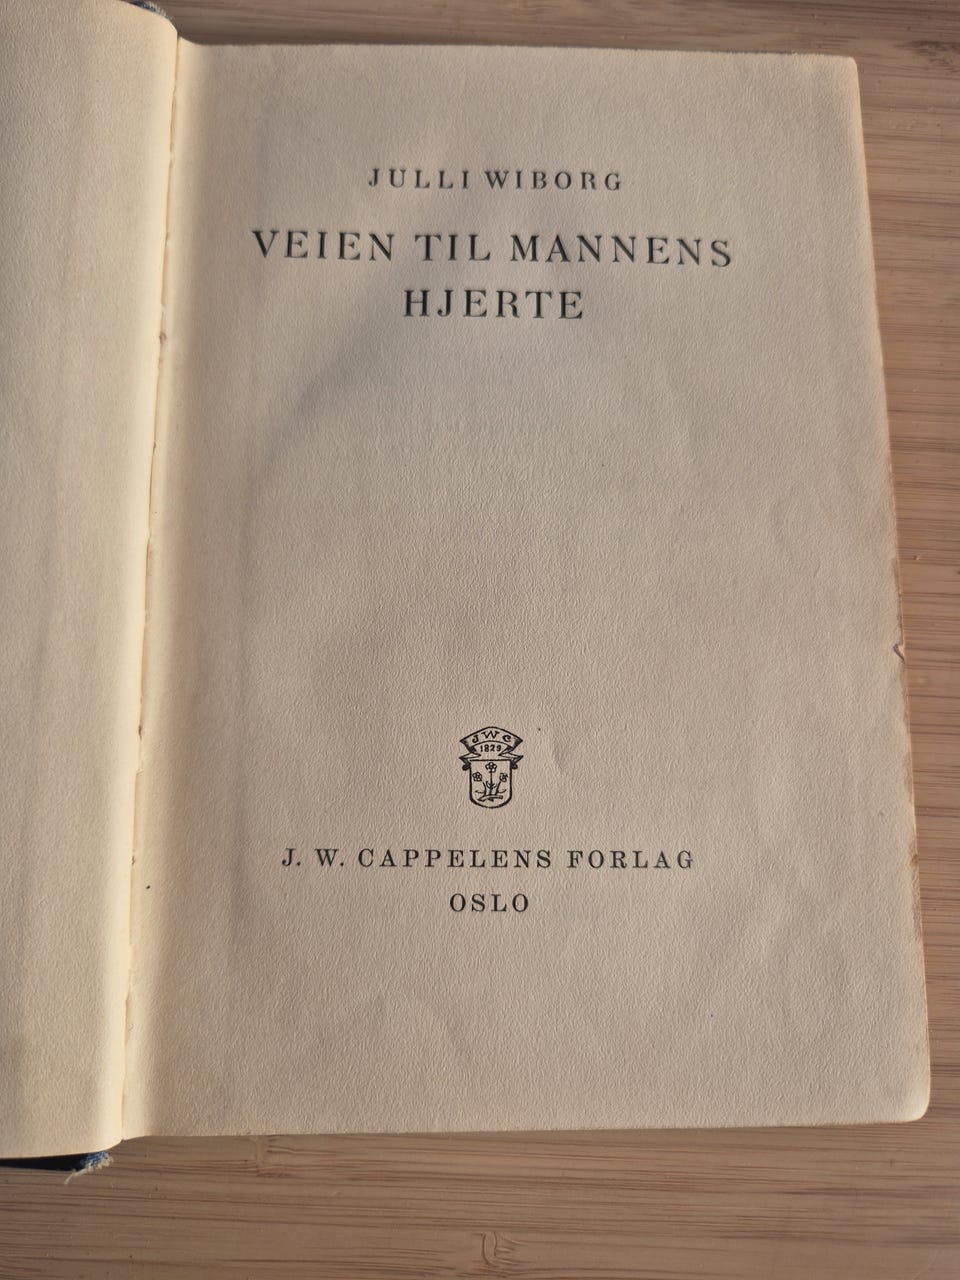 JULLI WIBORG
VEIEN TIL MANNENS
HJERTE
JWC
1829
J. W. CAPPELENS FORLAG
OSLO